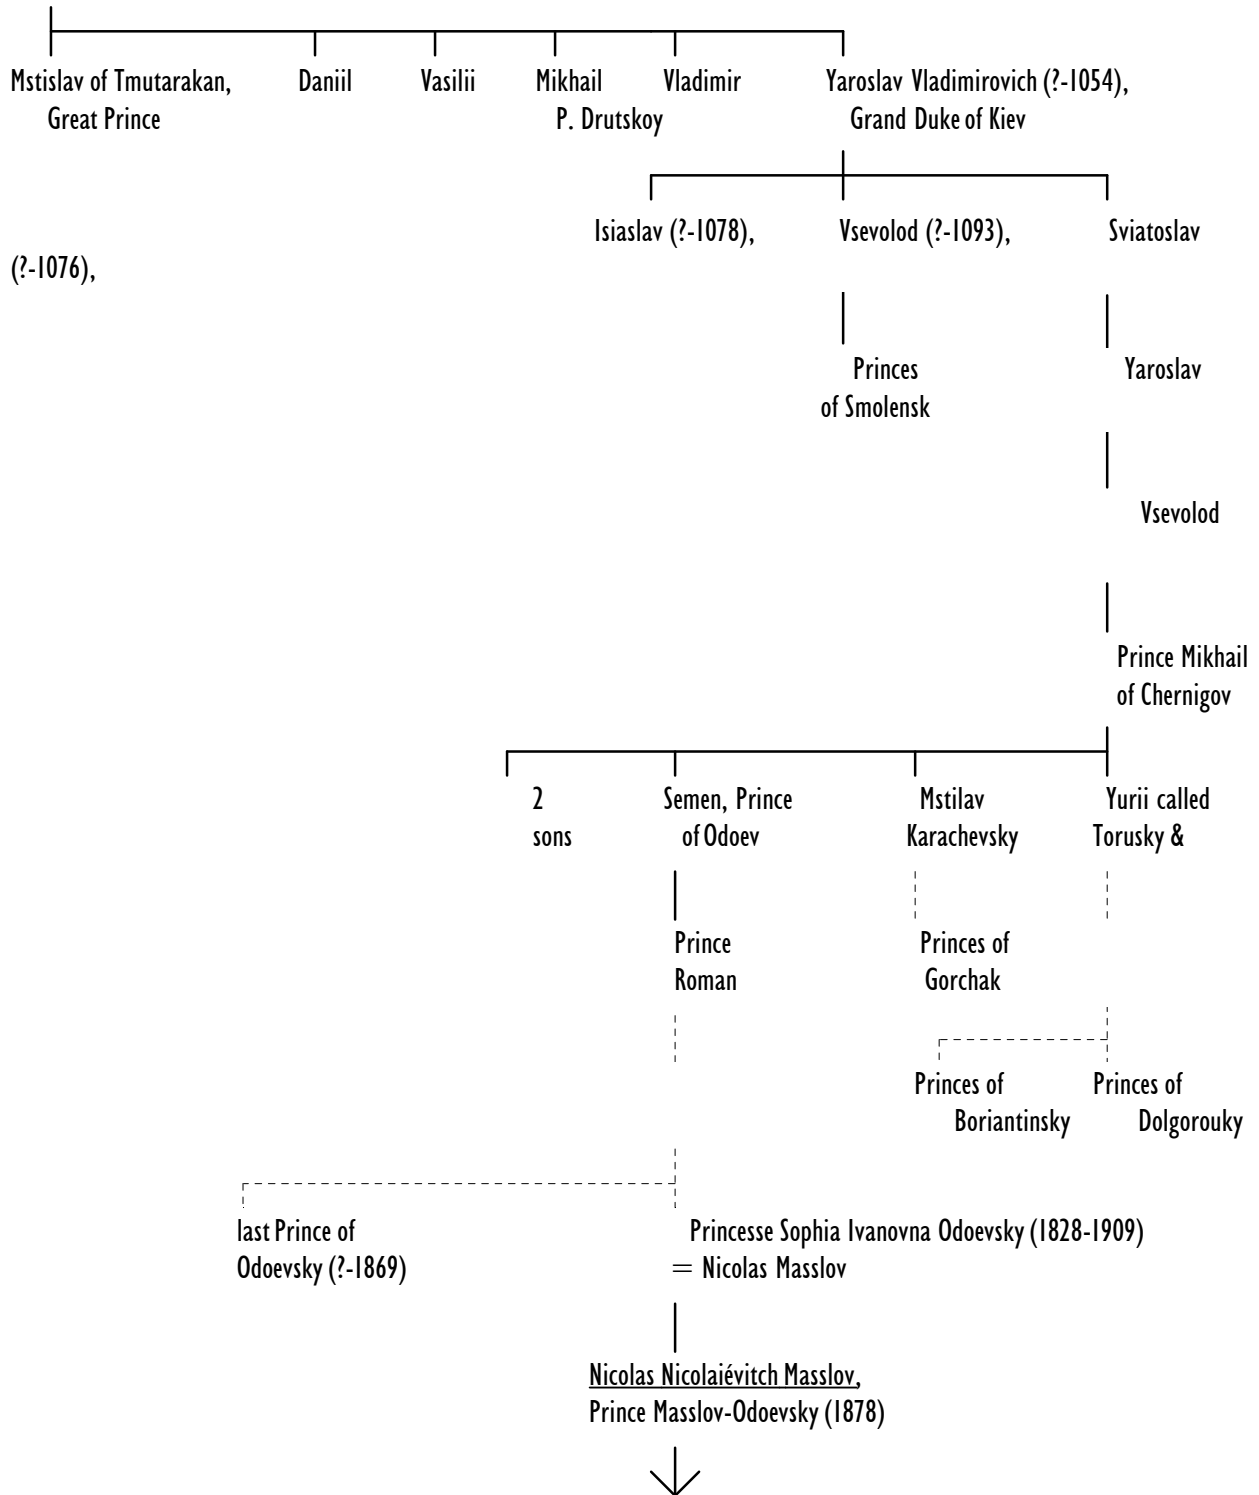 Mstislav of Tmutarakan, Daniil Vasilii Mikhail Vladimir Yaroslav Vladimirovich (?-1054),
Great Prince P. Drutskoy Grand Duke of Kiev
Isiaslav (?-1078), Vsevolod (?-1093), Sviatoslav
(?-1076),
Princes Yaroslav
of Smolensk
Vsevolod
Prince Mikhail
of Chernigov
2 Semen, Prince Mstilav Yurii called
sons of Odoev Karachevsky Torusky &
Prince Princes of
Roman Gorchak
Princes of Princes of
Boriantinsky Dolgorouky
last Prince of Princesse Sophia Ivanovna Odoevsky (1828-1909)
Odoevsky (?-1869) = Nicolas Masslov
Nicolas Nicolaiévitch Masslov,
Prince Masslov-Odoevsky (1878)